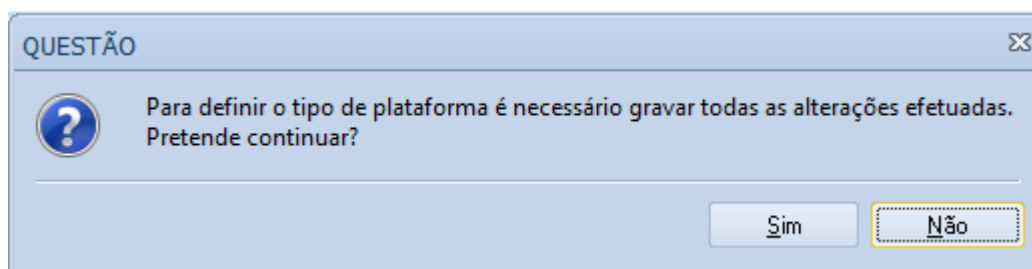 QUESTÃO
Para definir o tipo de plataforma é necessário gravar todas as alterações efetuadas.
Pretende continuar?
Sim
Não